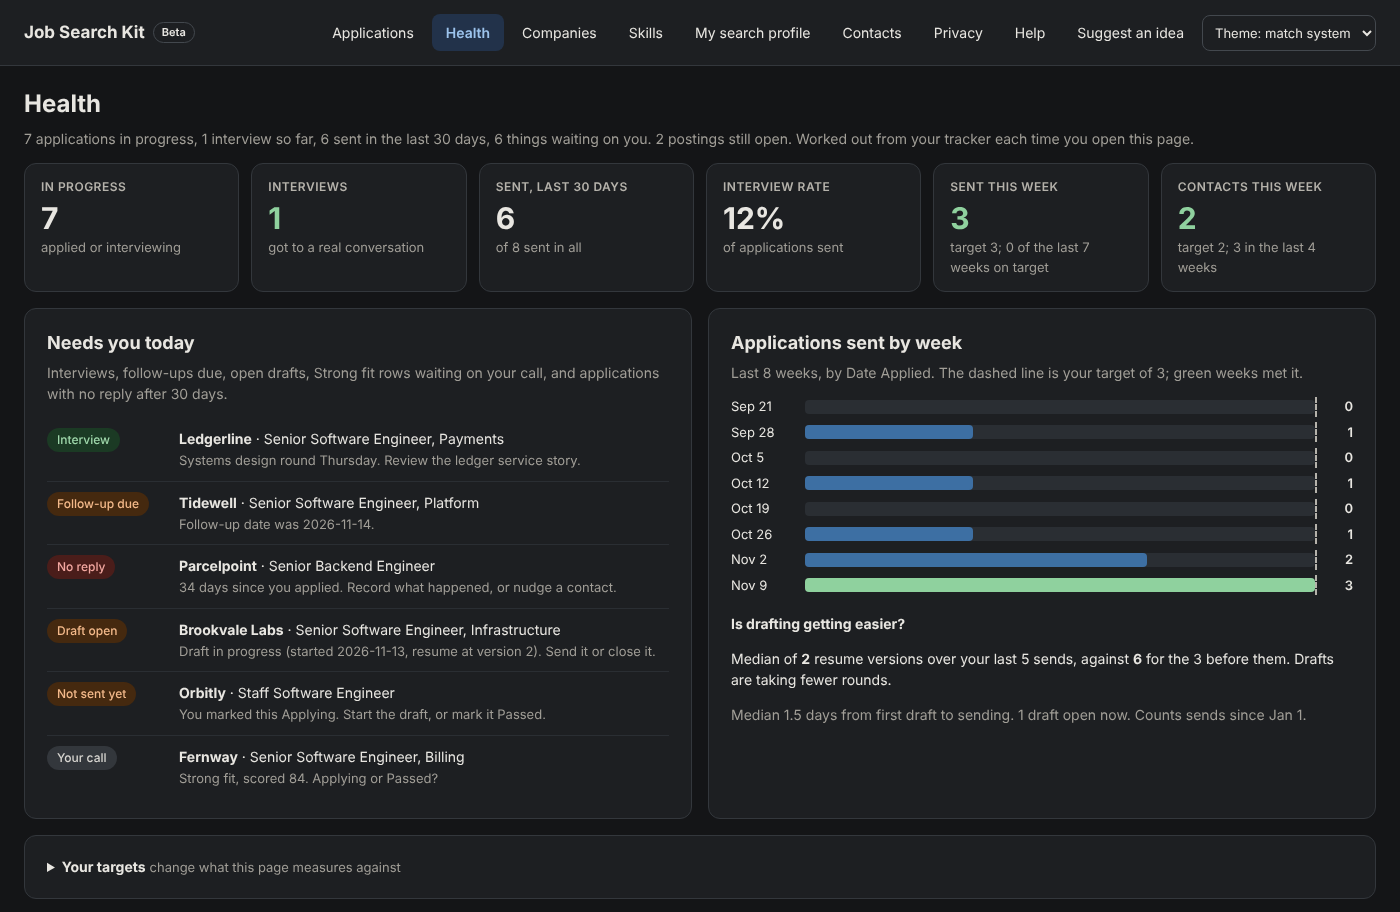 Job Search Kit Beta
Applications Health Companies Skills My search profile Contacts Privacy Help Suggest an idea Theme: match system
Health
7 applications in progress, 1 interview so far, 6 sent in the last 30 days, 6 things waiting on you. 2 postings still open. Worked out from your tracker each time you open this page.
IN PROGRESS
7
applied or interviewing
INTERVIEWS
1
got to a real conversation
SENT, LAST 30 DAYS
6
of 8 sent in all
INTERVIEW RATE
12%
of applications sent
SENT THIS WEEK
3
target 3; 0 of the last 7
weeks on target
CONTACTS THIS WEEK
2
target 2; 3 in the last 4
weeks
Needs you today
Interviews, follow-ups due, open drafts, Strong fit rows waiting on your call, and applications
with no reply after 30 days.
Interview
Ledgerline · Senior Software Engineer, Payments
Systems design round Thursday. Review the ledger service story.
Follow-up due
Tidewell · Senior Software Engineer, Platform
Follow-up date was 2026-11-14.
No reply
Parcelpoint · Senior Backend Engineer
34 days since you applied. Record what happened, or nudge a contact.
Draft open
Brookvale Labs · Senior Software Engineer, Infrastructure
Draft in progress (started 2026-11-13, resume at version 2). Send it or close it.
Not sent yet
Orbitly · Staff Software Engineer
You marked this Applying. Start the draft, or mark it Passed.
Your call
Fernway · Senior Software Engineer, Billing
Strong fit, scored 84. Applying or Passed?
Applications sent by week
Last 8 weeks, by Date Applied. The dashed line is your target of 3; green weeks met it.
Sep 21 0
Sep 28 1
Oct 5 0
Oct 12 1
Oct 19 0
Oct 26 1
Nov 2 2
Nov 9 3
Is drafting getting easier?
Median of 2 resume versions over your last 5 sends, against 6 for the 3 before them. Drafts
are taking fewer rounds.
Median 1.5 days from first draft to sending. 1 draft open now. Counts sends since Jan 1.
Your targets change what this page measures against